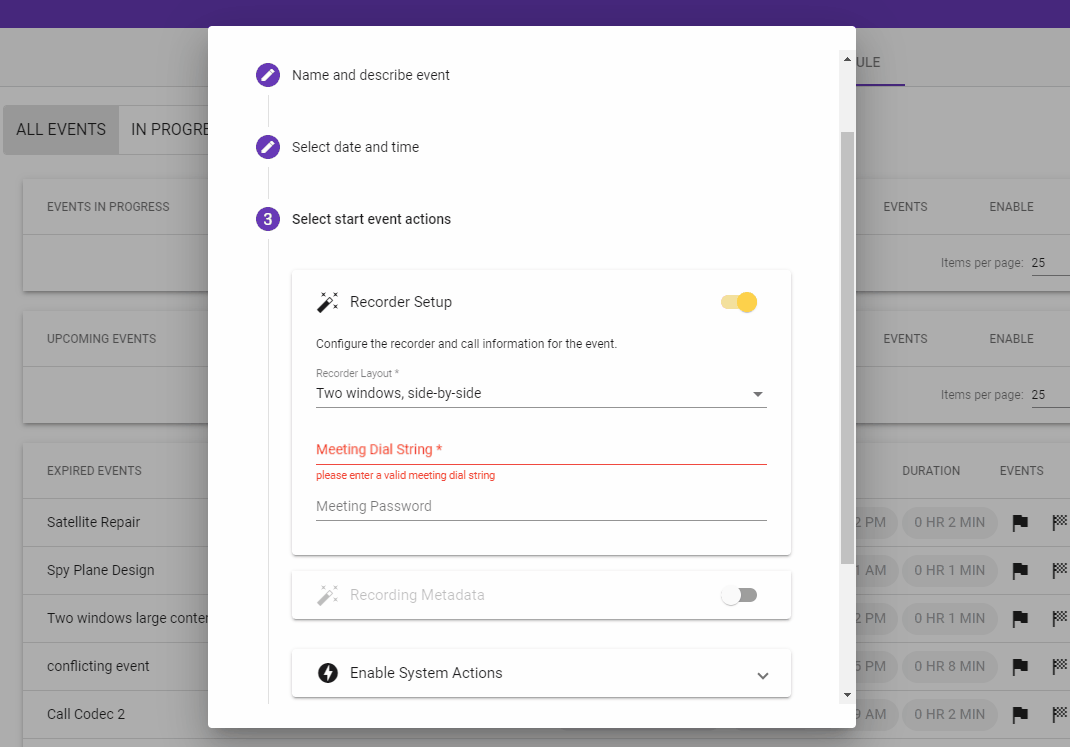 ULE
ALL EVENTS
IN PROGRE
Name and describe event
Select date and time
3
Select start event actions
Recorder Setup
Configure the recorder and call information for the event.
Recorder Layout *
Two windows, side-by-side
Meeting Dial String *
please enter a valid meeting dial string
Meeting Password
Recording Metadata
Enable System Actions
EVENTS IN PROGRESS
EVENTS
ENABLE
Items per page: 25
UPCOMING EVENTS
EVENTS
ENABLE
Items per page: 25
EXPIRED EVENTS
DURATION
EVENTS
Satellite Repair
2 PM
0 HR 2 MIN
Spy Plane Design
1 AM
0 HR 1 MIN
Two windows large conter
2 PM
0 HR 1 MIN
conflicting event
5 PM
0 HR 8 MIN
Call Codec 2
9 AM
0 HR 2 MIN